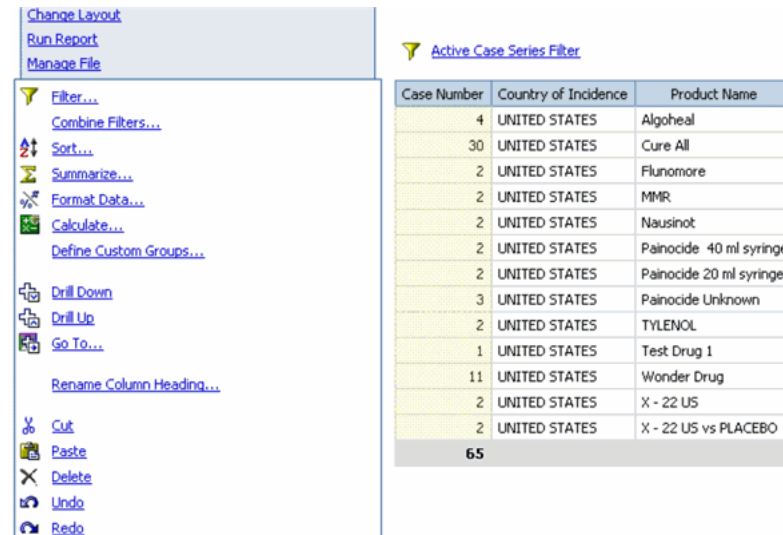 Change Layout
Run Report
Manage File
Filter...
Combine Filters...
Sort...
Summarize...
Format Data...
Calculate...
Define Custom Groups...
Drill Down
Drill Up
Go To...
Rename Column Heading...
Cut
Paste
Delete
Undo
Redo
Active Case Series Filter
Case Number Country of Incidence Product Name
4 UNITED STATES Algoheal
30 UNITED STATES Cure All
2 UNITED STATES Flunomore
2 UNITED STATES MMR
2 UNITED STATES Nausinot
2 UNITED STATES Painocide 40 ml syringe
2 UNITED STATES Painocide 20 ml syringe
3 UNITED STATES Painocide Unknown
2 UNITED STATES TYLENOL
1 UNITED STATES Test Drug 1
11 UNITED STATES Wonder Drug
2 UNITED STATES X - 22 US
2 UNITED STATES X - 22 US vs PLACEBO
65